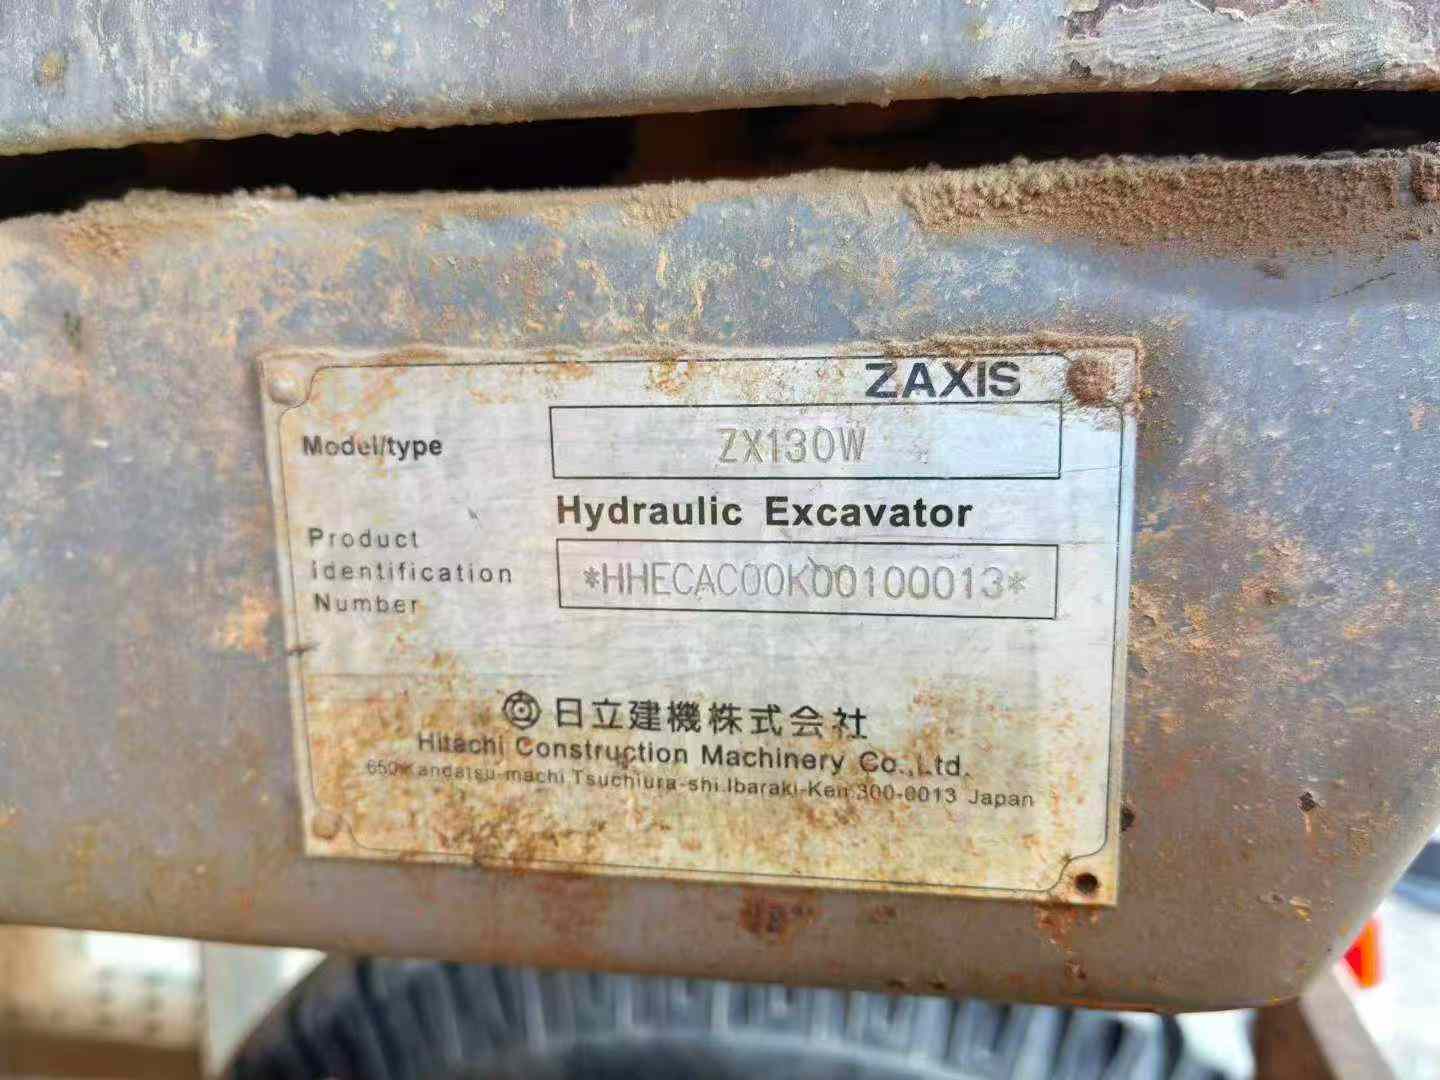 ZAXIS
Model/type ZX130W
Hydraulic Excavator
Product
Identification
Number
*HHECAC00K00100013*
日立建機株式会社
Hitachi Construction Machinery Co.,Ltd.
650 Kandatsu-machi.Tsuchiura-shi.Ibaraki-Ken 300-0013 Japan